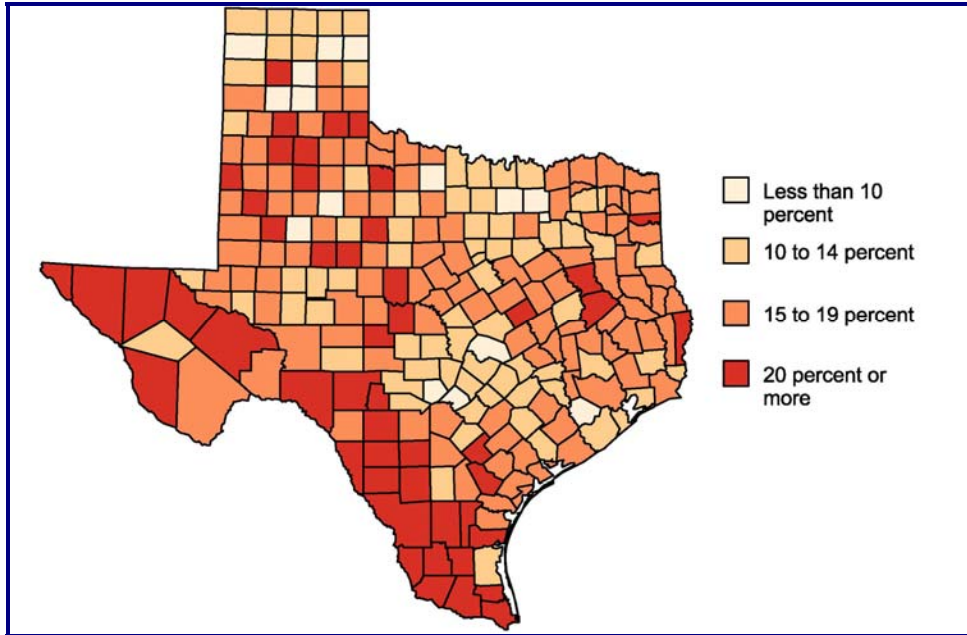 Less than 10
percent
10 to 14 percent
15 to 19 percent
20 percent or
more